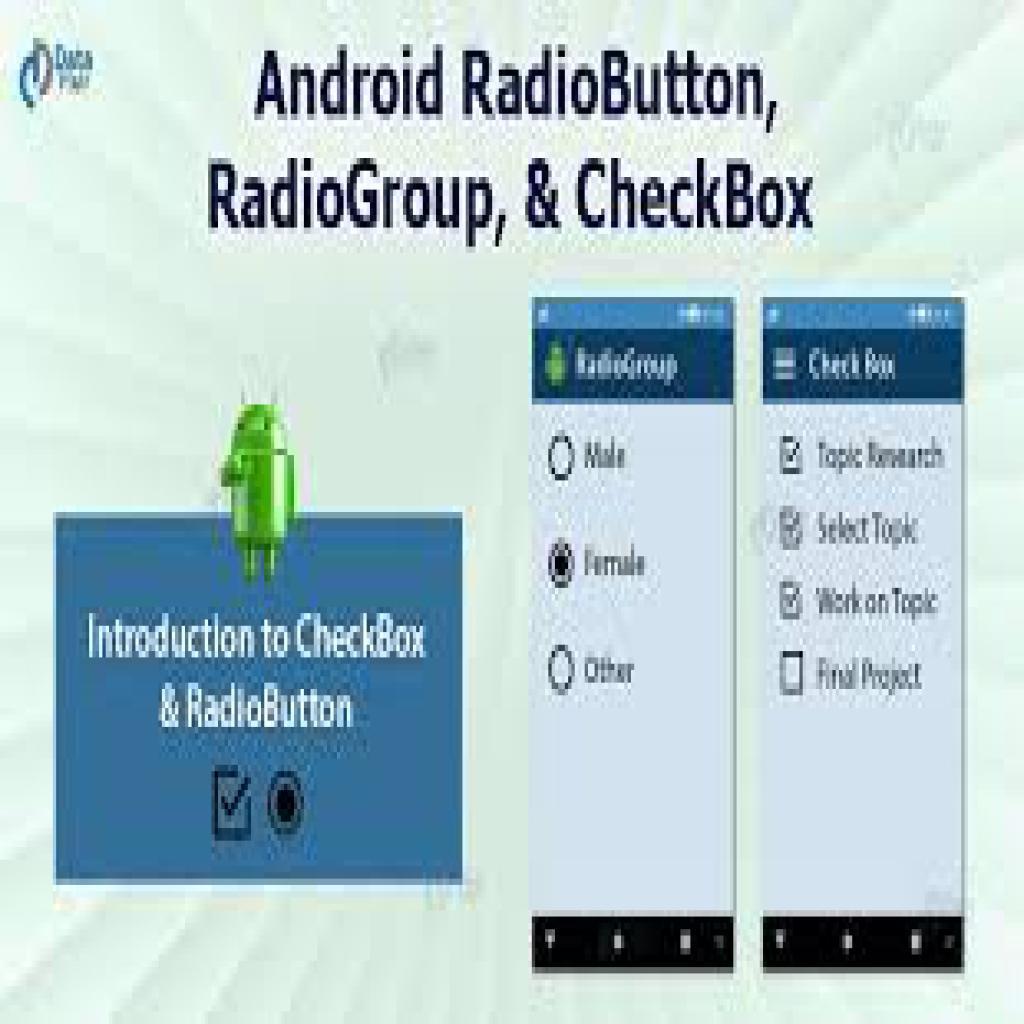 Data
Flair
Android RadioButton,
RadioGroup, & CheckBox
Introduction to CheckBox
& RadioButton
RadioGroup
Male
Female
Other
Check Box
Topic Research
Select Topic
Work on Topic
Final Project